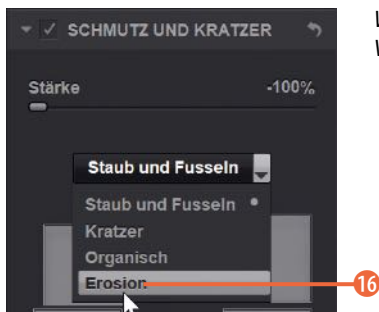 SCHMUTZ UND KRATZER
Stärke -100%
Staub und Fusseln
Staub und Fusseln
Kratzer
Organisch
Erosion
16